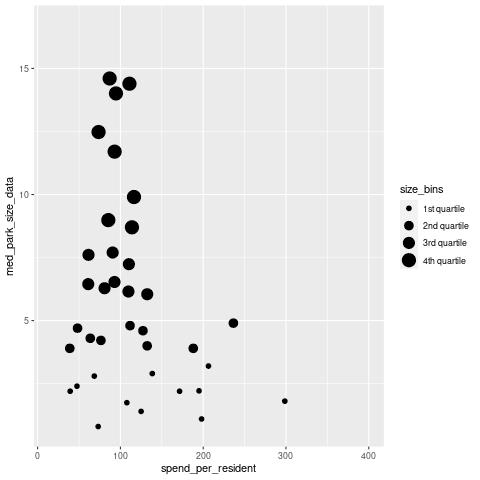 15
10
5
0
100
200
300
400
spend_per_resident
med_park_size_data
size_bins
1st quartile
2nd quartile
3rd quartile
4th quartile